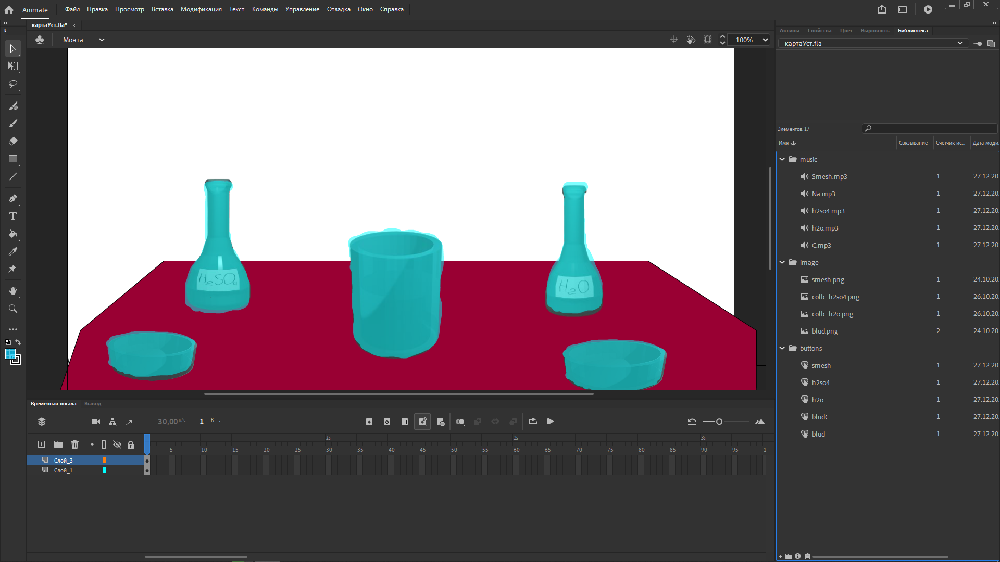 Animate Файл Правка Просмотр Вставка Модификация Текст Команды Управление Отладка Окно Справка
картаУст.fla* ×
Монта... 100%
Активы Свойства Цвет Выровнять Библиотека
картаУст.fla
Элементов: 17
Имя Связывание Счетчик ис... Дата моди.
music
Smesh.mp3 1 27.12.20
Na.mp3 1 27.12.20
h2so4.mp3 1 27.12.20
h2o.mp3 1 27.12.20
C.mp3 1 27.12.20
image
smesh.png 1 24.10.20
colb_h2so4.png 1 26.10.20
colb_h2o.png 1 26.10.20
blud.png 2 24.10.20
buttons
smesh 1 27.12.20
h2so4 1 27.12.20
h2o 1 27.12.20
bludC 1 27.12.20
blud 1 27.12.20
H2SO4
H2O
Временная шкала Вывод
30,00 к/с 1 К
1s 2s 3s
5 10 15 20 25 30 35 40 45 50 55 60 65 70 75 80 85 90 95 1
Слой_3
Слой_1